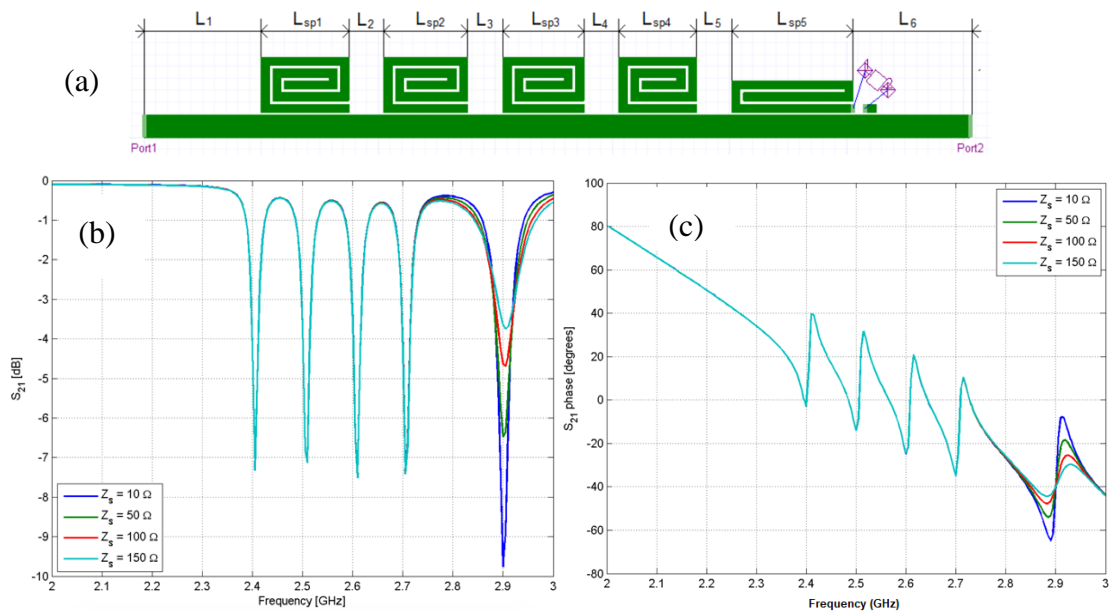 L1 Lsp1 L2 Lsp2 L3 Lsp3 L4 Lsp4 L5 Lsp5 L6
(a)
Port1 Port2
(b)
0
-1
-2
-3
-4
-5
-6
-7
-8
-9
-10
S21 [dB]
Zs = 10 Ω
Zs = 50 Ω
Zs = 100 Ω
Zs = 150 Ω
2 2.1 2.2 2.3 2.4 2.5 2.6 2.7 2.8 2.9 3
Frequency [GHz]
(c)
100
80
60
40
20
0
-20
-40
-60
-80
S21 phase [degrees]
Zs = 10 Ω
Zs = 50 Ω
Zs = 100 Ω
Zs = 150 Ω
2 2.1 2.2 2.3 2.4 2.5 2.6 2.7 2.8 2.9 3
Frequency (GHz)